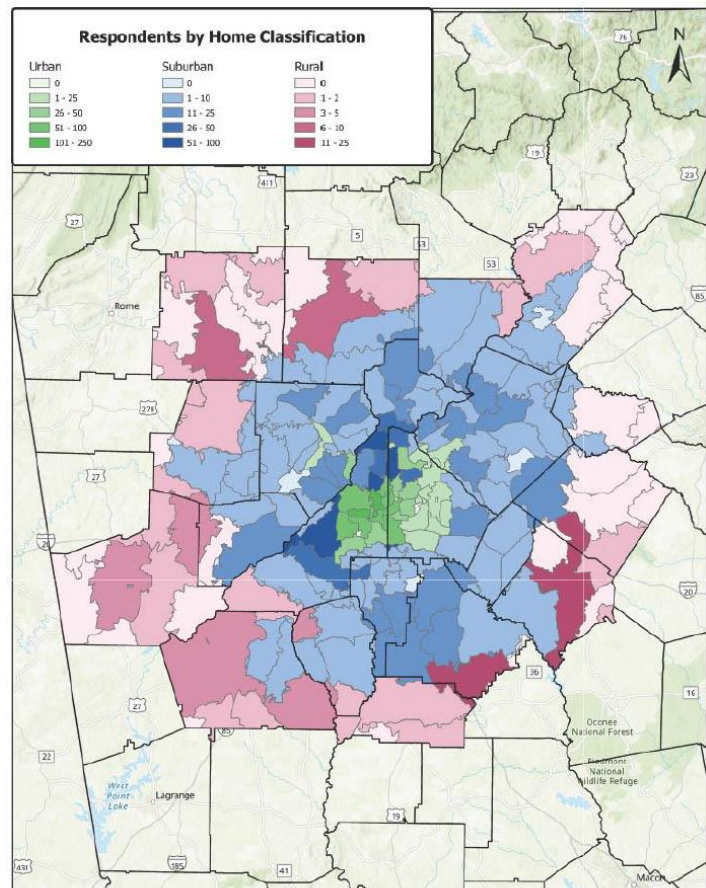 Respondents by Home Classification
Urban
0
1 - 25
26 - 50
51 - 100
101 - 250
Suburban
0
1 - 10
11 - 25
26 - 50
51 - 100
Rural
0
1 - 2
3 - 5
6 - 10
11 - 25
N
76
19
411
23
27
5
53
53
85
Rome
278
27
20
20
36
27
16
85
22
Oconee
National Forest
Piedmont
National
Wildlife Refuge
West
Point
Lake
Lagrange
19
431
185
41
Macon